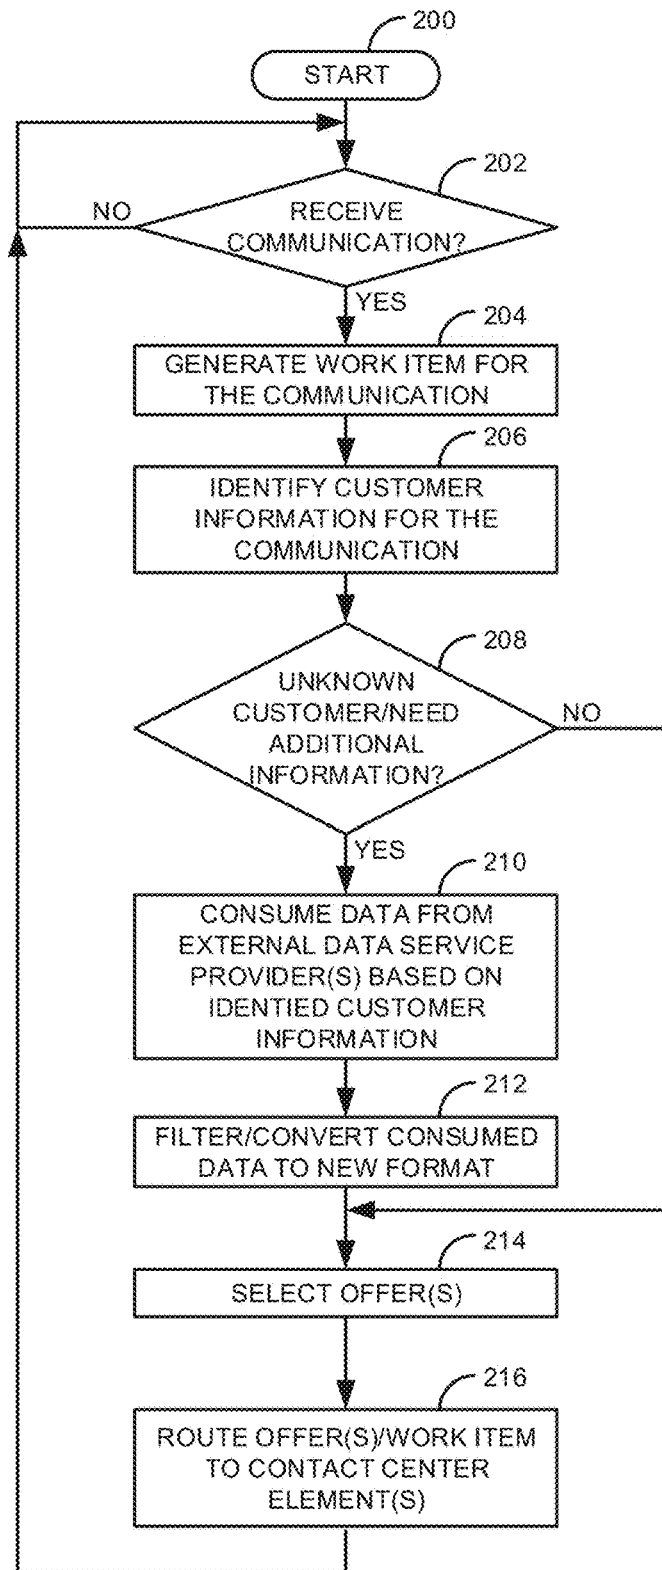 200
START
202
NO
RECEIVE
COMMUNICATION?
YES
204
GENERATE WORK ITEM FOR
THE COMMUNICATION
206
IDENTIFY CUSTOMER
INFORMATION FOR THE
COMMUNICATION
208
UNKNOWN
CUSTOMER/NEED
ADDITIONAL
INFORMATION?
NO
YES
210
CONSUME DATA FROM
EXTERNAL DATA SERVICE
PROVIDER(S) BASED ON
IDENTIED CUSTOMER
INFORMATION
212
FILTER/CONVERT CONSUMED
DATA TO NEW FORMAT
214
SELECT OFFER(S)
216
ROUTE OFFER(S)/WORK ITEM
TO CONTACT CENTER
ELEMENT(S)